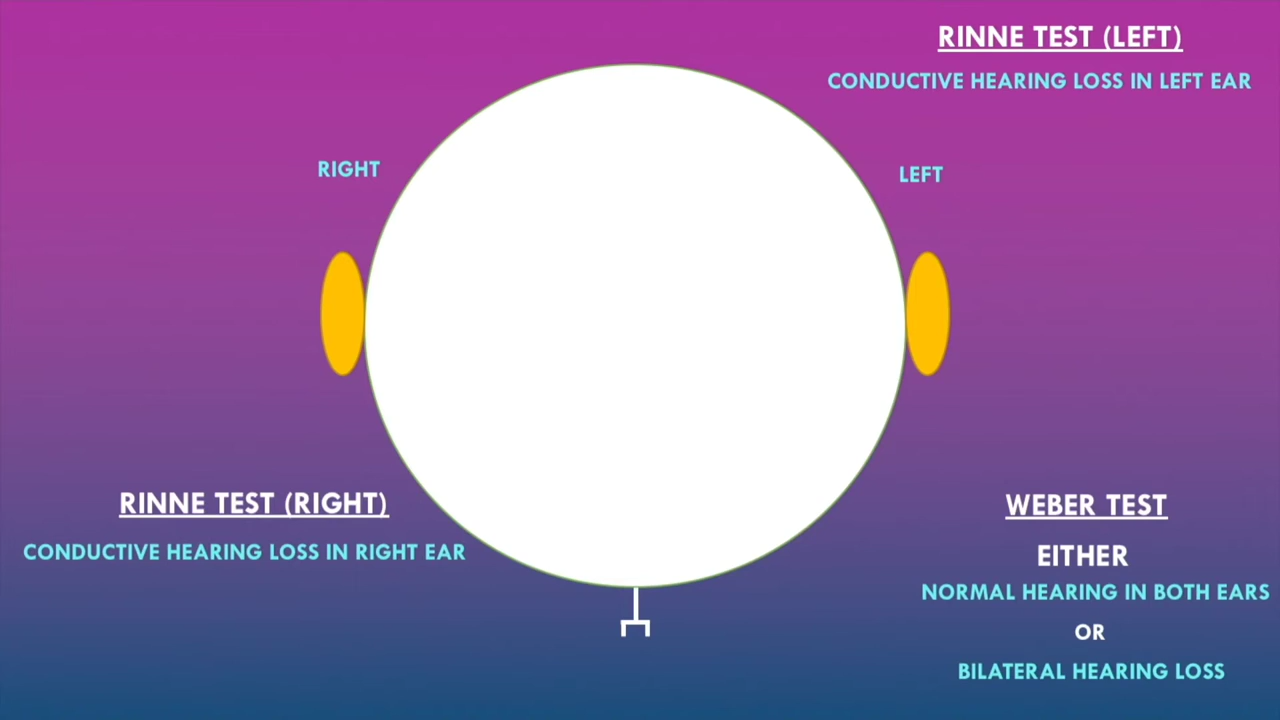 RINNE TEST (LEFT)
CONDUCTIVE HEARING LOSS IN LEFT EAR
RIGHT
LEFT
RINNE TEST (RIGHT)
CONDUCTIVE HEARING LOSS IN RIGHT EAR
WEBER TEST
EITHER
NORMAL HEARING IN BOTH EARS
OR
BILATERAL HEARING LOSS